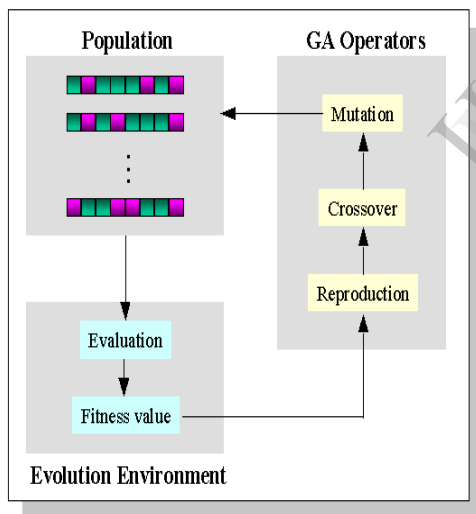 Population
GA Operators
Mutation
Crossover
Reproduction
Evaluation
Fitness value
Evolution Environment